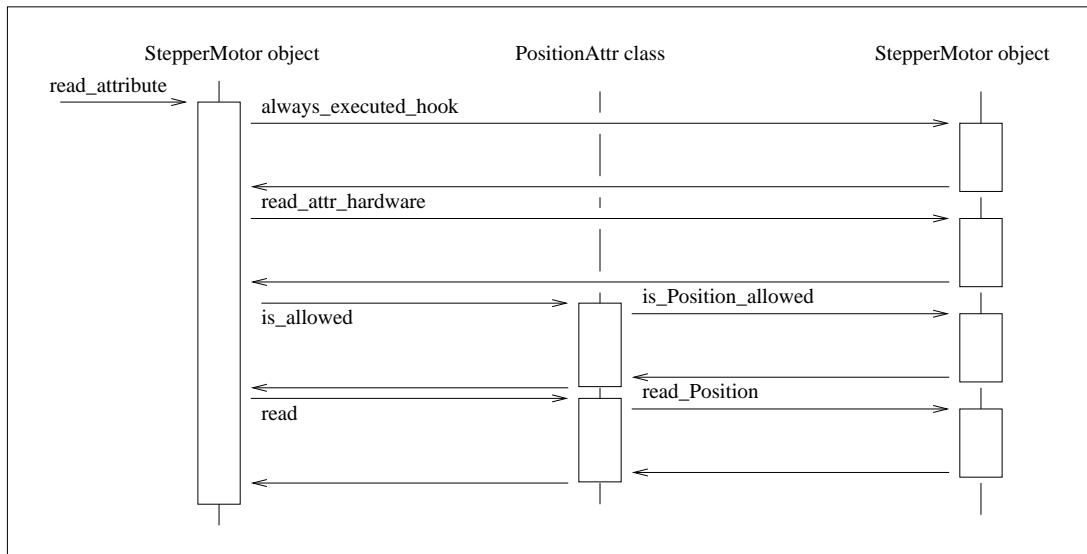 StepperMotor object
PositionAttr class
StepperMotor object
read_attribute
always_executed_hook
read_attr_hardware
is_Position_allowed
is_allowed
read_Position
read